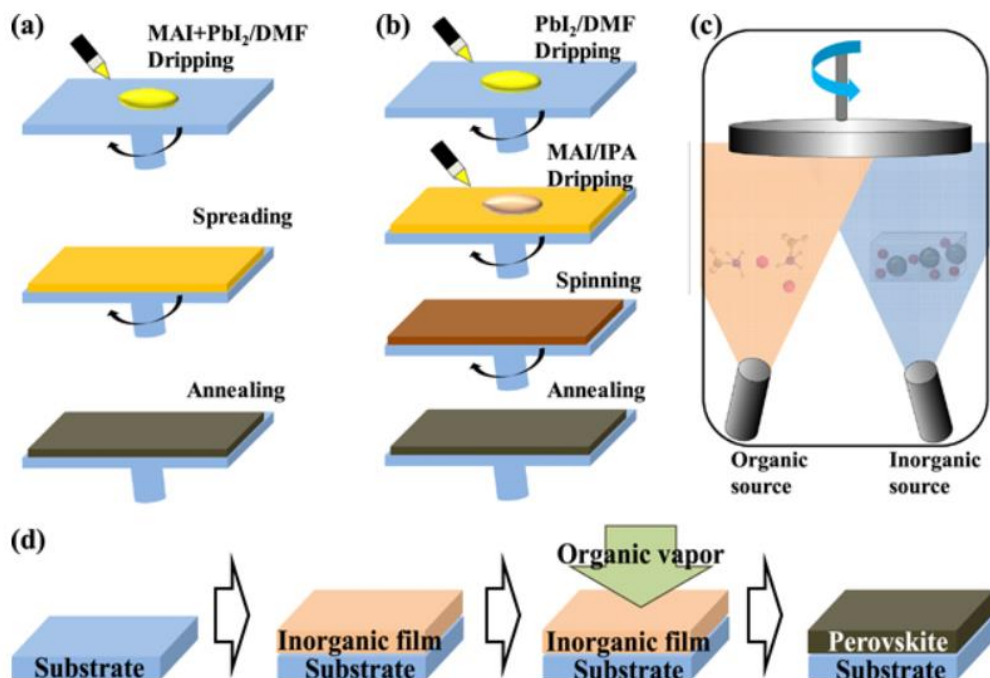 (a)
MAI+PbI₂/DMF
Dripping
Spreading
Annealing
(b)
PbI₂/DMF
Dripping
MAI/IPA
Dripping
Spinning
Annealing
(c)
Organic
source
Inorganic
source
(d)
Substrate
Inorganic film
Substrate
Organic vapor
Inorganic film
Substrate
Perovskite
Substrate